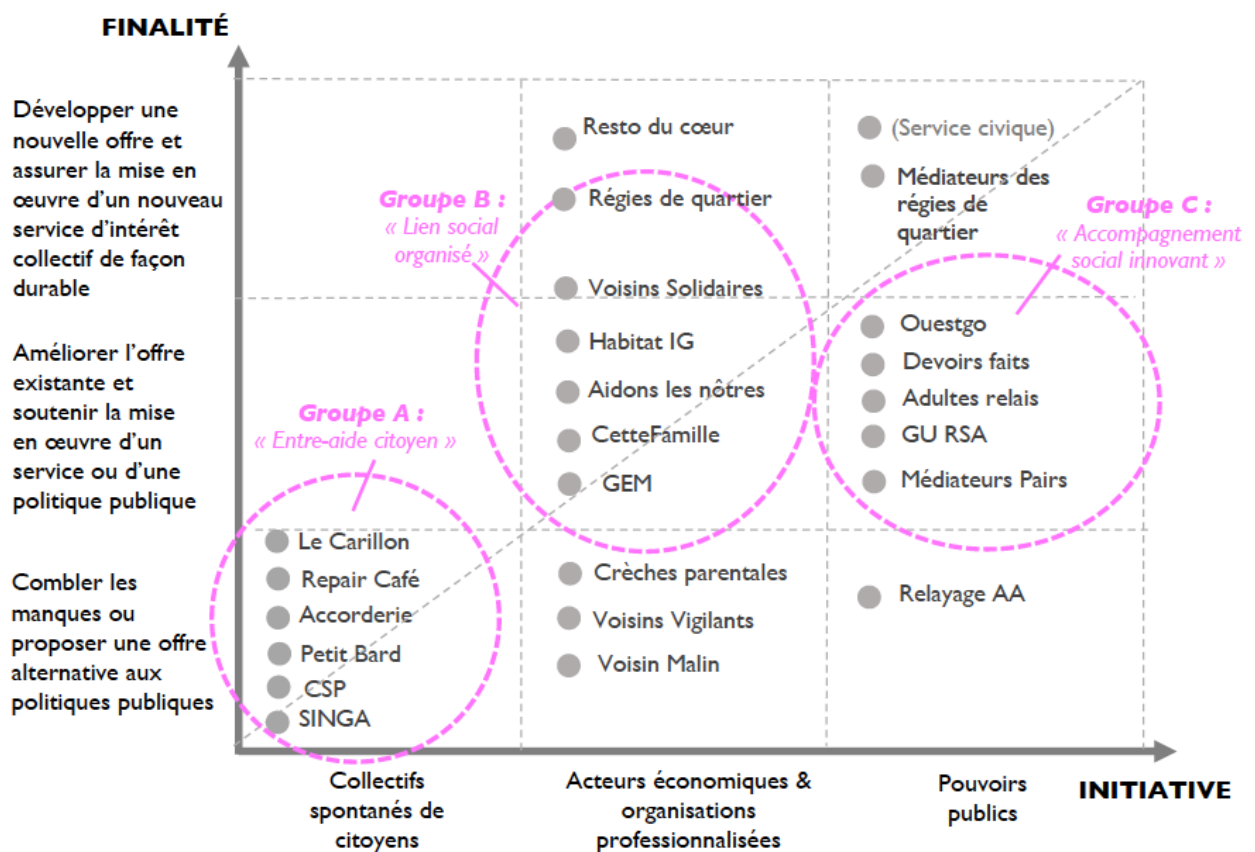 FINALITÉ
Développer une
nouvelle offre et
assurer la mise en
œuvre d’un nouveau
service d’intérêt
collectif de façon
durable
Améliorer l’offre
existante et
soutenir la mise
en œuvre d’un
service ou d’une
politique publique
Combler les
manques ou
proposer une offre
alternative aux
politiques publiques
Groupe A :
« Entre-aide citoyen »
Le Carillon
Repair Café
Accorderie
Petit Bard
CSP
SINGA
Groupe B :
« Lien social
organisé »
Resto du cœur
Régies de quartier
Voisins Solidaires
Habitat IG
Aidons les nôtres
CetteFamille
GEM
Crèches parentales
Voisins Vigilants
Voisin Malin
(Service civique)
Médiateurs des
régies de
quartier
Groupe C :
« Accompagnement
social innovant »
Ouestgo
Devoirs faits
Adultes relais
GU RSA
Médiateurs Pairs
Relayage AA
Collectifs
spontanés de
citoyens
Acteurs économiques &
organisations
professionnalisées
Pouvoirs
publics
INITIATIVE